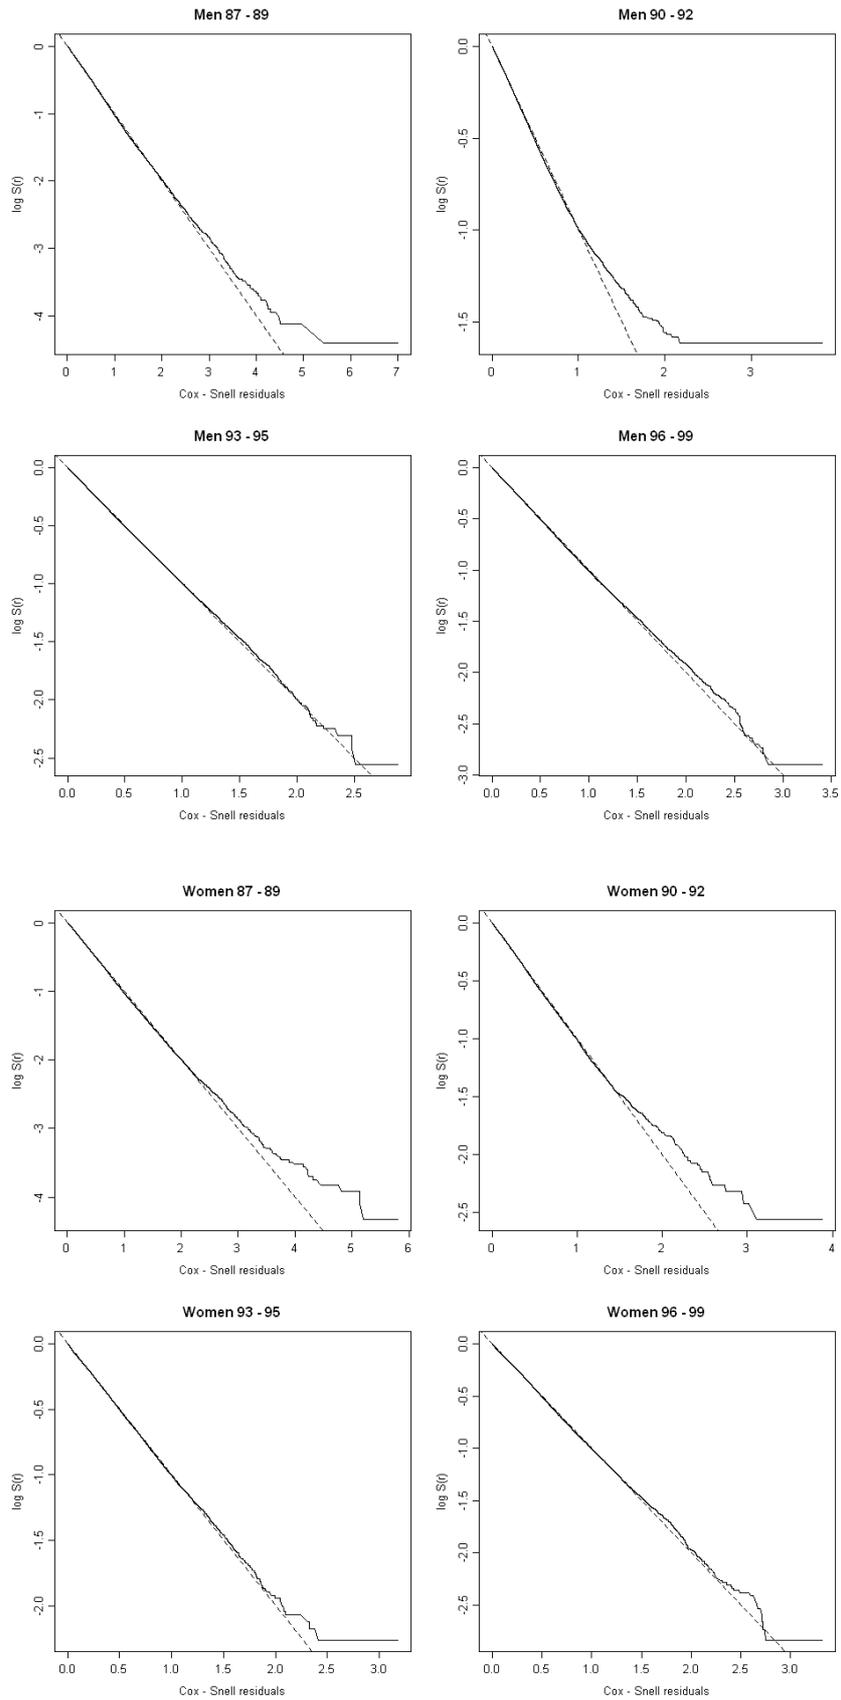 Men 87 - 89
Men 90 - 92
log S(r)
0
-1
-2
-3
-4
0 1 2 3 4 5 6 7
Cox - Snell residuals
log S(r)
0.0
-0.5
-1.0
-1.5
0 1 2 3
Cox - Snell residuals
Men 93 - 95
Men 96 - 99
log S(r)
0.0
-0.5
-1.0
-1.5
-2.0
-2.5
0.0 0.5 1.0 1.5 2.0 2.5
Cox - Snell residuals
log S(r)
0.0
-0.5
-1.0
-1.5
-2.0
-2.5
-3.0
0.0 0.5 1.0 1.5 2.0 2.5 3.0 3.5
Cox - Snell residuals
Women 87 - 89
Women 90 - 92
log S(r)
0
-1
-2
-3
-4
0 1 2 3 4 5 6
Cox - Snell residuals
log S(r)
0.0
-0.5
-1.0
-1.5
-2.0
-2.5
0 1 2 3 4
Cox - Snell residuals
Women 93 - 95
Women 96 - 99
log S(r)
0.0
-0.5
-1.0
-1.5
-2.0
0.0 0.5 1.0 1.5 2.0 2.5 3.0
Cox - Snell residuals
log S(r)
0.0
-0.5
-1.0
-1.5
-2.0
-2.5
0.0 0.5 1.0 1.5 2.0 2.5 3.0
Cox - Snell residuals